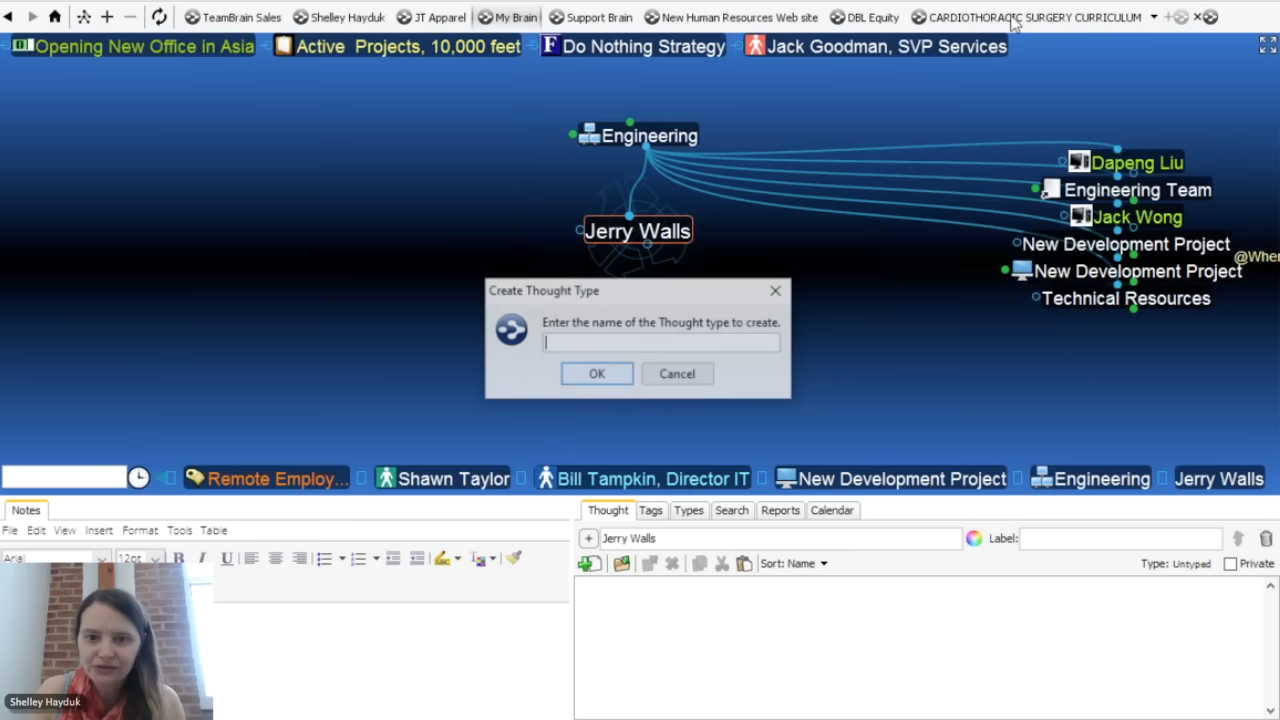 TeamBrain Sales Shelley Hayduk JT Apparel My Brain Support Brain New Human Resources Web site DBL Equity CARDIOTHORACIC SURGERY CURRICULUM
Opening New Office in Asia Active Projects, 10,000 feet F Do Nothing Strategy Jack Goodman, SVP Services
Engineering
Dapeng Liu
Engineering Team
Jerry Walls
Jack Wong
New Development Project
@Wher
New Development Project
Technical Resources
Create Thought Type
Enter the name of the Thought type to create.
OK Cancel
Remote Employ... Shawn Taylor Bill Tampkin, Director IT New Development Project Engineering Jerry Walls
Notes
File Edit View Insert Format Tools Table
Arial 12pt B I U
Thought Tags Types Search Reports Calendar
Jerry Walls Label:
Sort: Name Type: Untyped Private
Shelley Hayduk